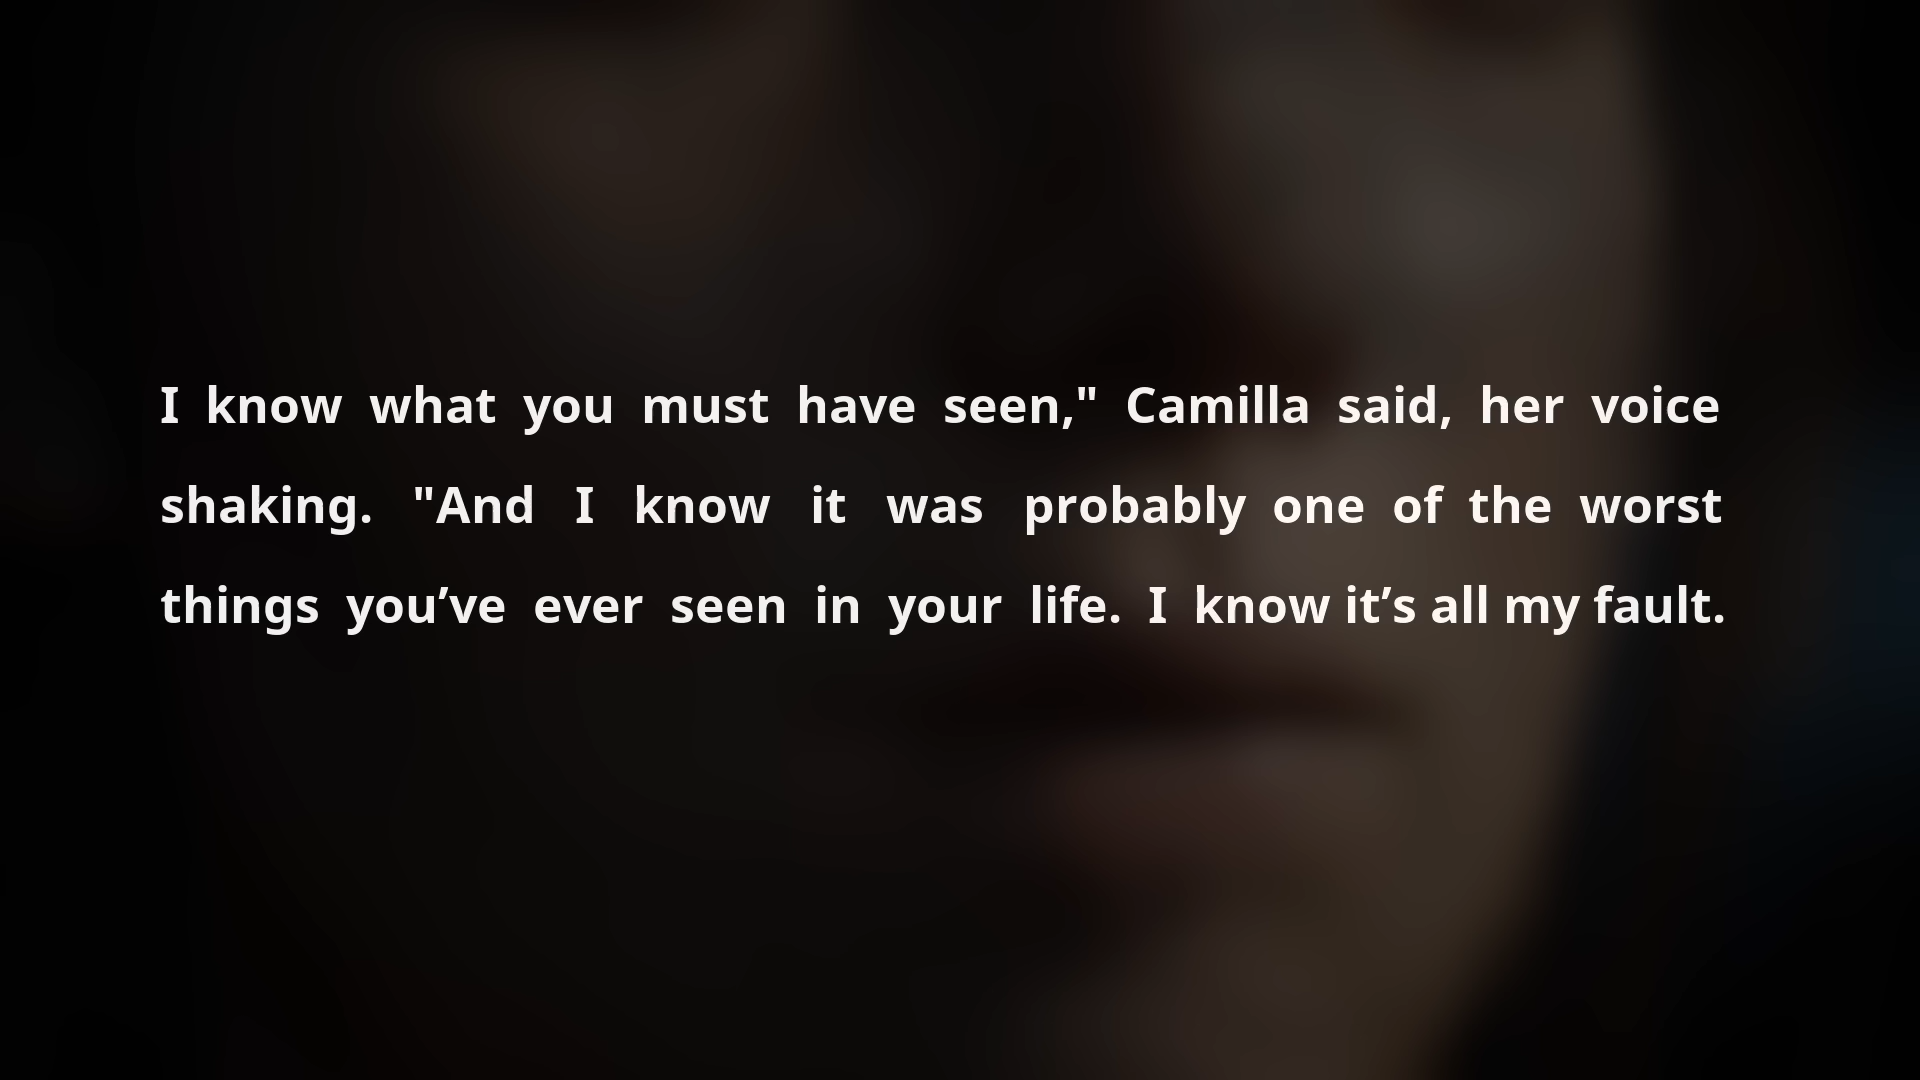 I know what you must have seen," Camilla said, her voice
shaking. "And I know it was probably one of the worst
things you’ve ever seen in your life. I know it’s all my fault.